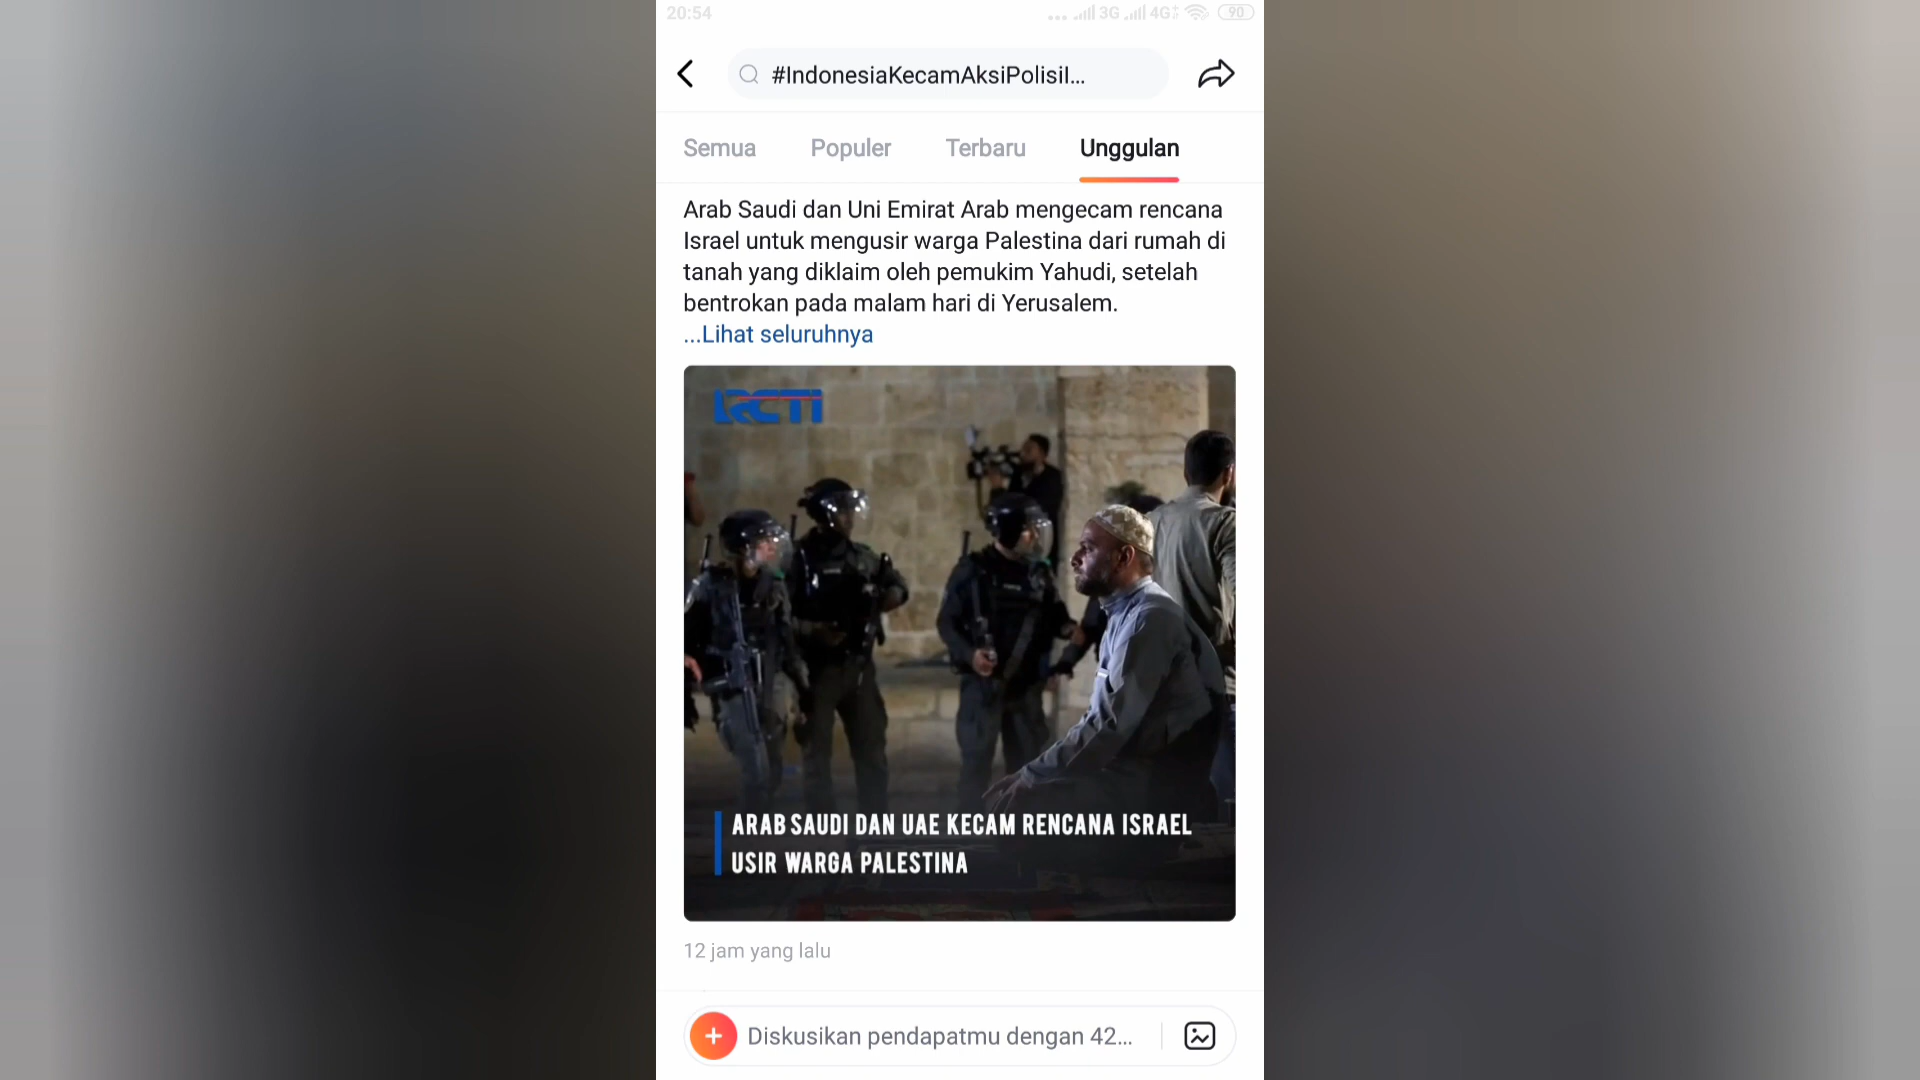 20:54
... 3G 4G+ 90
#IndonesiaKecamAksiPolisiI...
Semua Populer Terbaru Unggulan
Arab Saudi dan Uni Emirat Arab mengecam rencana
Israel untuk mengusir warga Palestina dari rumah di
tanah yang diklaim oleh pemukim Yahudi, setelah
bentrokan pada malam hari di Yerusalem.
...Lihat seluruhnya
RCTI
ARAB SAUDI DAN UAE KECAM RENCANA ISRAEL
USIR WARGA PALESTINA
12 jam yang lalu
Diskusikan pendapatmu dengan 42...